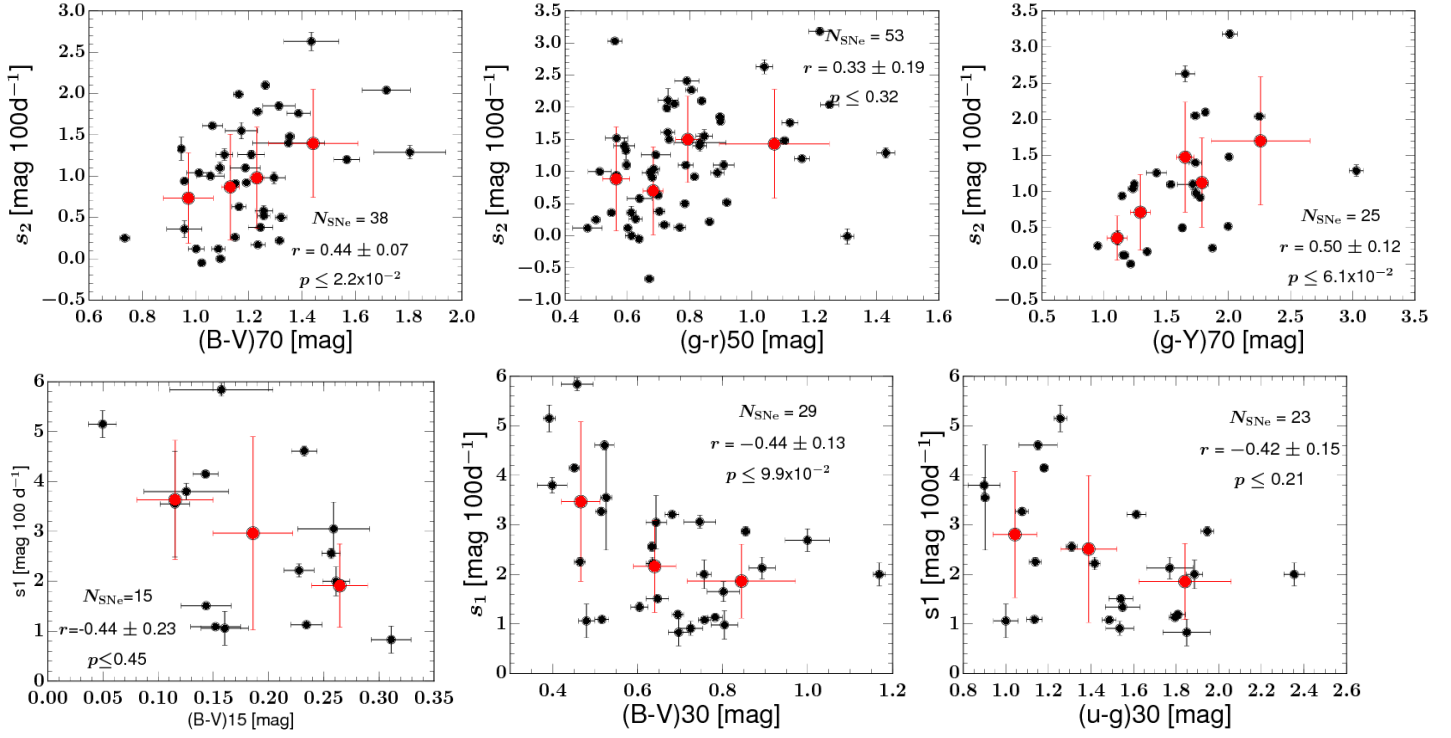 3.0
2.5
2.0
1.5
1.0
0.5
0.0
−0.5
s₂ [mag 100d⁻¹]
N_SNe = 38
r = 0.44 ± 0.07
p ≤ 2.2x10⁻²
0.6 0.8 1.0 1.2 1.4 1.6 1.8 2.0
(B-V)70 [mag]
3.5
3.0
2.5
2.0
1.5
1.0
0.5
0.0
−0.5
−1.0
s₂ [mag 100d⁻¹]
N_SNe = 53
r = 0.33 ± 0.19
p ≤ 0.32
0.4 0.6 0.8 1.0 1.2 1.4 1.6
(g-r)50 [mag]
3.5
3.0
2.5
2.0
1.5
1.0
0.5
0.0
−0.5
s₂ [mag 100d⁻¹]
N_SNe = 25
r = 0.50 ± 0.12
p ≤ 6.1x10⁻²
0.5 1.0 1.5 2.0 2.5 3.0 3.5
(g-Y)70 [mag]
6
5
4
3
2
1
0
s1 [mag 100 d⁻¹]
N_SNe=15
r=-0.44 ± 0.23
p≤0.45
0.00 0.05 0.10 0.15 0.20 0.25 0.30 0.35
(B-V)15 [mag]
6
5
4
3
2
1
0
s₁ [mag 100d⁻¹]
N_SNe = 29
r = −0.44 ± 0.13
p ≤ 9.9x10⁻²
0.4 0.6 0.8 1.0 1.2
(B-V)30 [mag]
6
5
4
3
2
1
0
s1 [mag 100d⁻¹]
N_SNe = 23
r = −0.42 ± 0.15
p ≤ 0.21
0.8 1.0 1.2 1.4 1.6 1.8 2.0 2.2 2.4 2.6
(u-g)30 [mag]